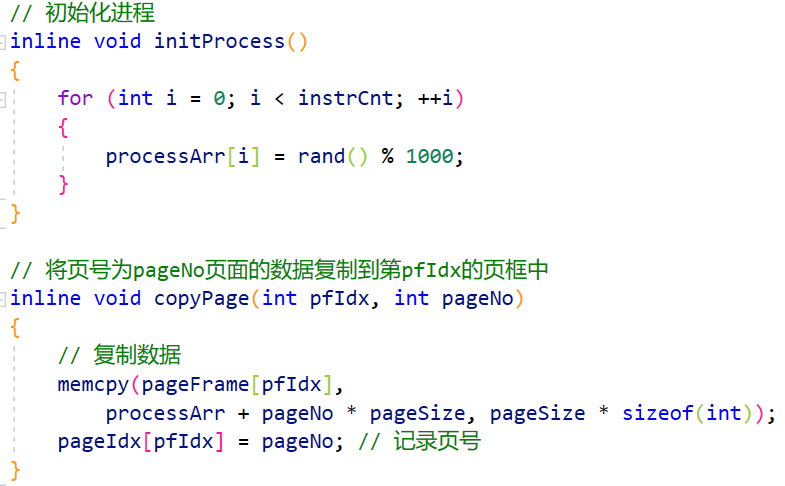 // 初始化进程
inline void initProcess()
{
    for (int i = 0; i < instrCnt; ++i)
    {
        processArr[i] = rand() % 1000;
    }
}

// 将页号为pageNo页面的数据复制到第pfIdx的页框中
inline void copyPage(int pfIdx, int pageNo)
{
    // 复制数据
    memcpy(pageFrame[pfIdx],
        processArr + pageNo * pageSize, pageSize * sizeof(int));
    pageIdx[pfIdx] = pageNo; // 记录页号
}